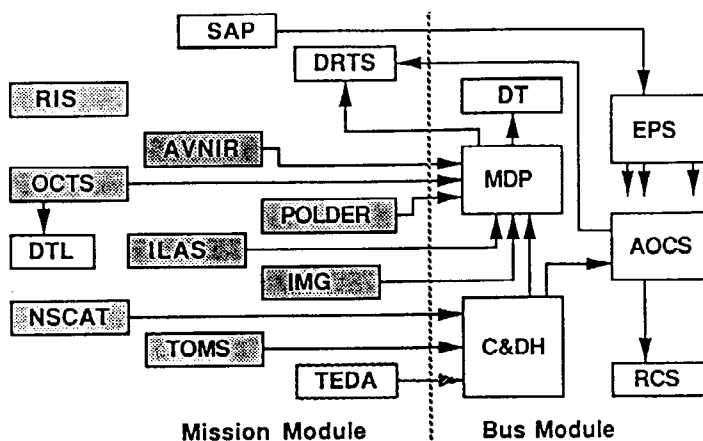 SAP
DRTS
RIS
DT
EPS
AVNIR
MDP
OCTS
POLDER
DTL
ILAS
AOCS
IMG
NSCAT
TOMS
C&DH
TEDA
RCS
Mission Module
Bus Module